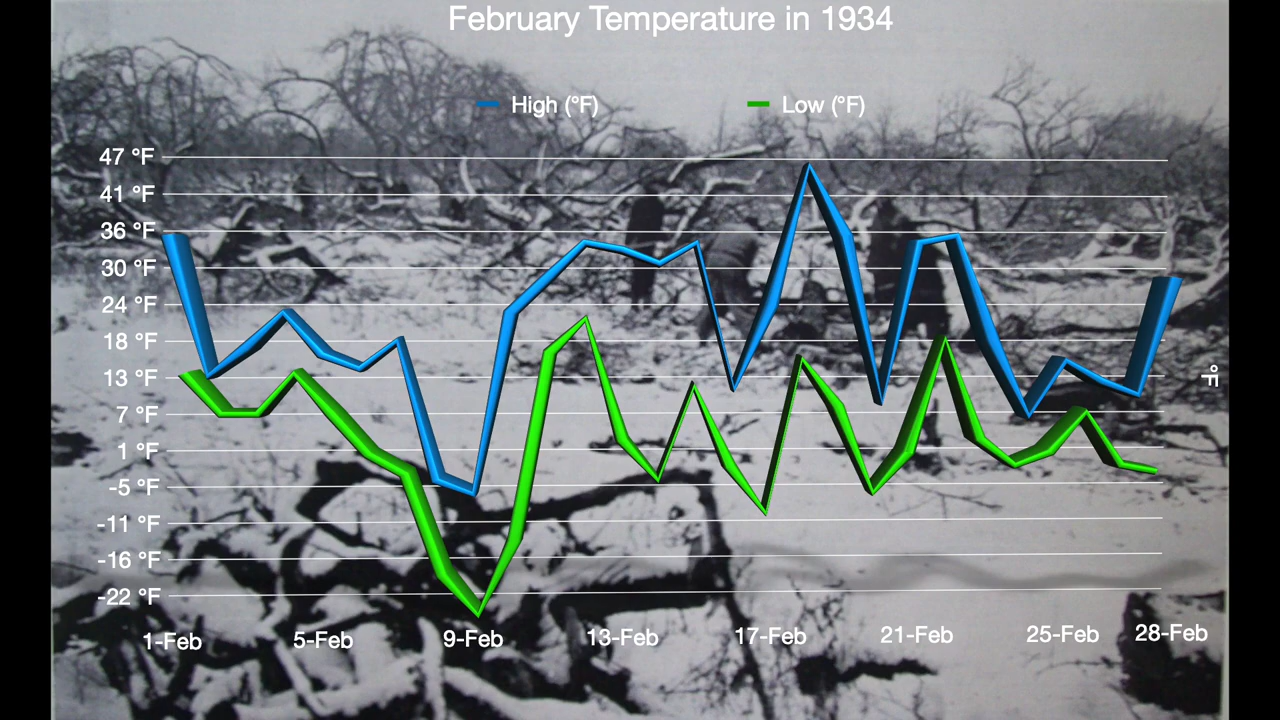 February Temperature in 1934
High (°F)
Low (°F)
47 °F
41 °F
36 °F
30 °F
24 °F
18 °F
13 °F
7 °F
1 °F
-5 °F
-11 °F
-16 °F
-22 °F
°F
1-Feb
5-Feb
9-Feb
13-Feb
17-Feb
21-Feb
25-Feb
28-Feb